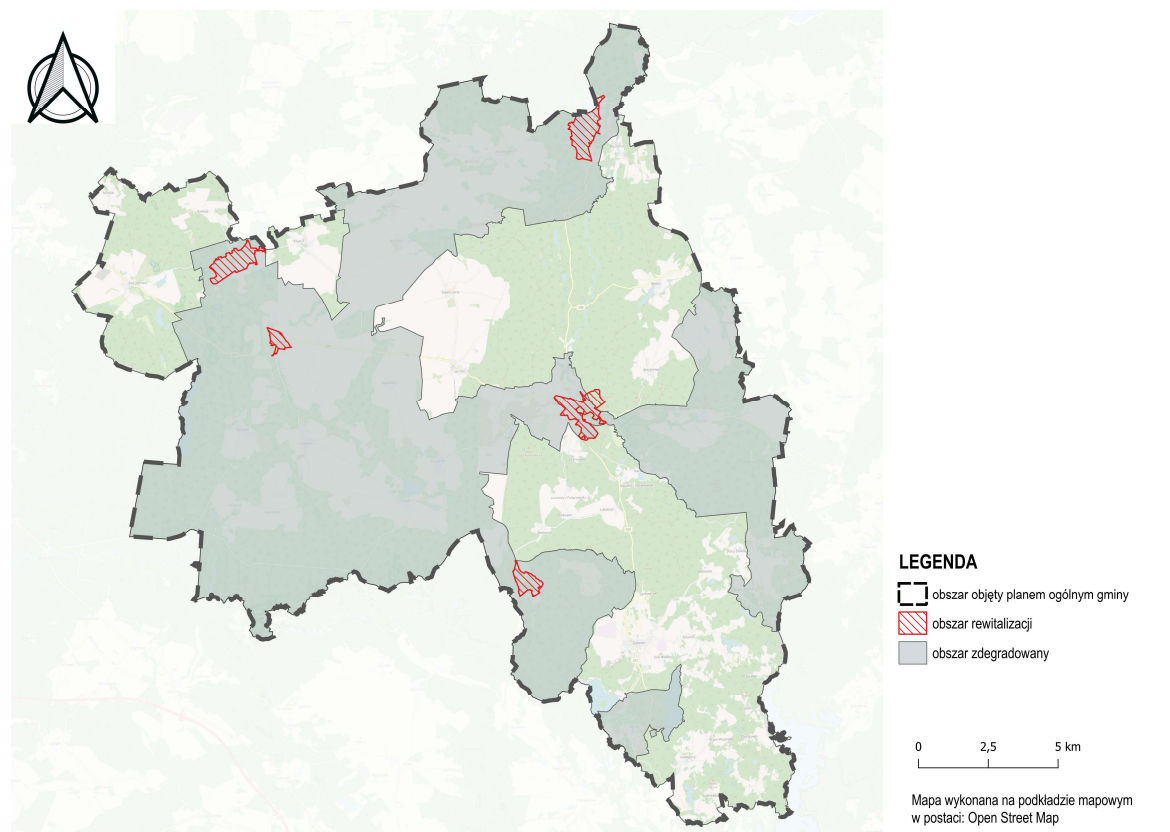 LEGENDA
obszar objęty planem ogólnym gminy
obszar rewitalizacji
obszar zdegradowany
0 2,5 5 km
Mapa wykonana na podkładzie mapowym
w postaci: Open Street Map